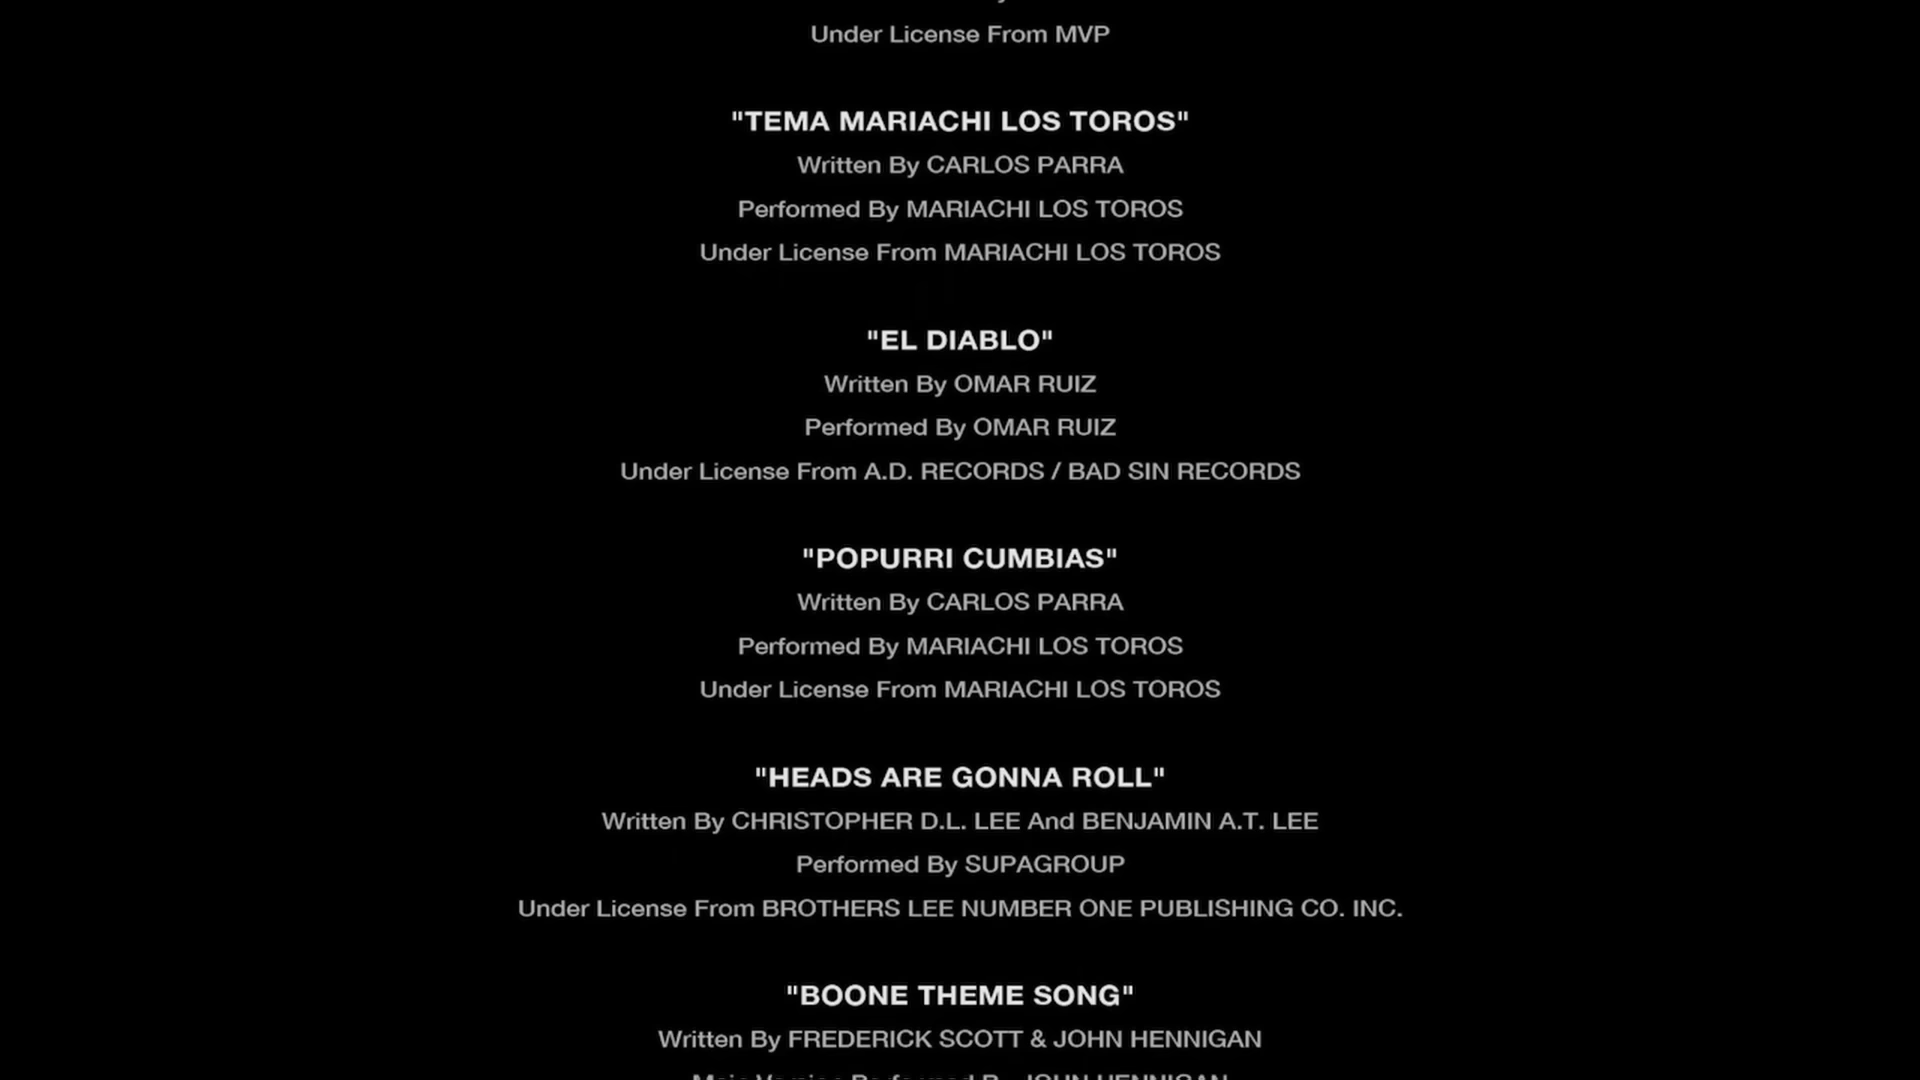 Under License From MVP
"TEMA MARIACHI LOS TOROS"
Written By CARLOS PARRA
Performed By MARIACHI LOS TOROS
Under License From MARIACHI LOS TOROS
"EL DIABLO"
Written By OMAR RUIZ
Performed By OMAR RUIZ
Under License From A.D. RECORDS / BAD SIN RECORDS
"POPURRI CUMBIAS"
Written By CARLOS PARRA
Performed By MARIACHI LOS TOROS
Under License From MARIACHI LOS TOROS
"HEADS ARE GONNA ROLL"
Written By CHRISTOPHER D.L. LEE And BENJAMIN A.T. LEE
Performed By SUPAGROUP
Under License From BROTHERS LEE NUMBER ONE PUBLISHING CO. INC.
"BOONE THEME SONG"
Written By FREDERICK SCOTT & JOHN HENNIGAN
Performed By JOHN HENNIGAN